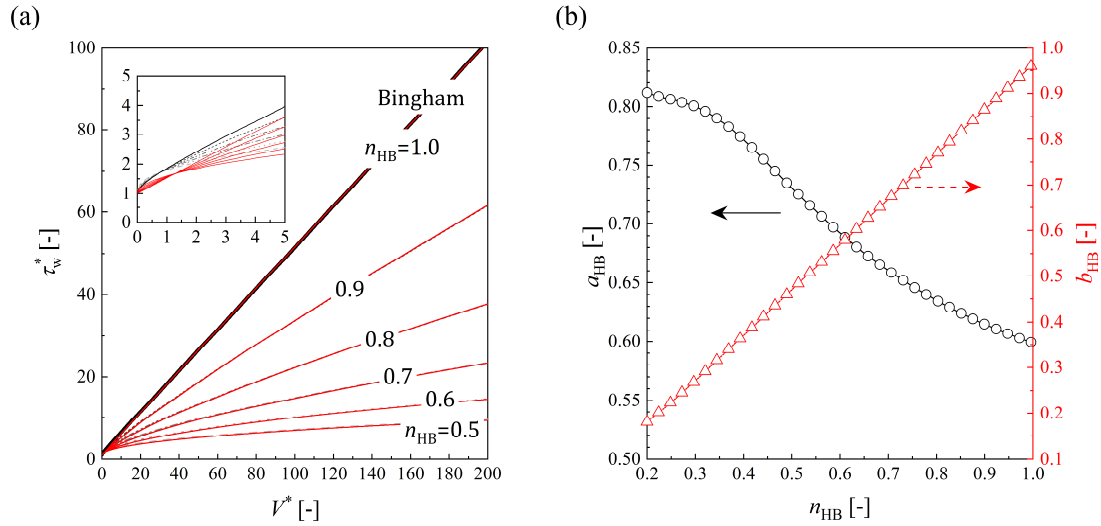 (a)
(b)
100
80
60
40
20
0
τ*w [-]
5
4
3
2
1
0
0 1 2 3 4 5
Bingham
nHB=1.0
0.9
0.8
0.7
0.6
nHB=0.5
0 20 40 60 80 100 120 140 160 180 200
V* [-]
0.85
0.80
0.75
0.70
0.65
0.60
0.55
0.50
aHB [-]
1.0
0.9
0.8
0.7
0.6
0.5
0.4
0.3
0.2
0.1
bHB [-]
0.2 0.3 0.4 0.5 0.6 0.7 0.8 0.9 1.0
nHB [-]